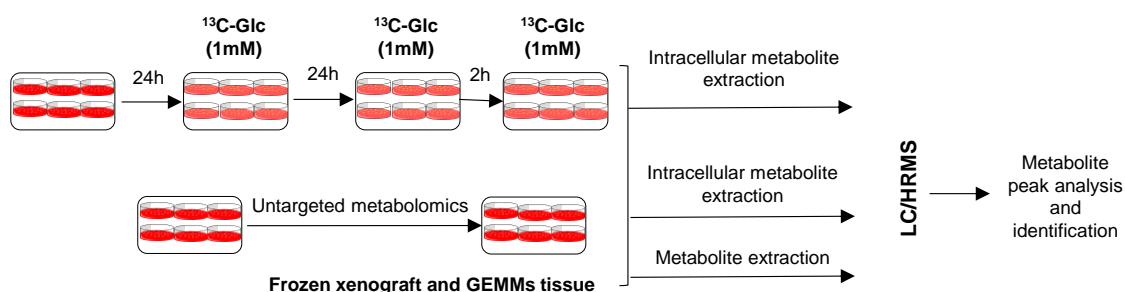 ¹³C-Glc
(1mM)
¹³C-Glc
(1mM)
¹³C-Glc
(1mM)
24h
24h
2h
Intracellular metabolite
extraction
Untargeted metabolomics
Intracellular metabolite
extraction
Frozen xenograft and GEMMs tissue
Metabolite extraction
LC/HRMS
Metabolite
peak analysis
and
identification